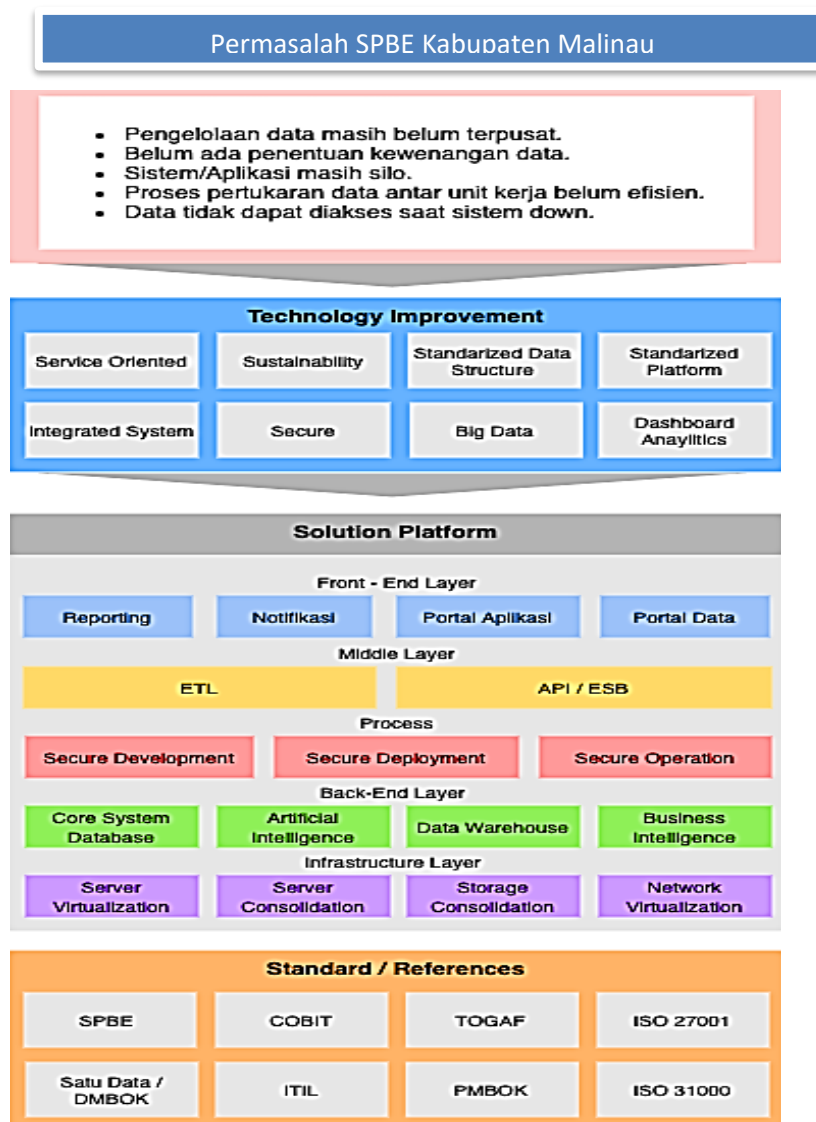 Permasalah SPBE Kabupaten Malinau
• Pengelolaan data masih belum terpusat.
• Belum ada penentuan kewenangan data.
• Sistem/Aplikasi masih silo.
• Proses pertukaran data antar unit kerja belum efisien.
• Data tidak dapat diakses saat sistem down.
Technology Improvement
Service Oriented
Sustainability
Standarized Data
Structure
Standarized
Platform
Integrated System
Secure
Big Data
Dashboard
Anayliitics
Solution Platform
Front - End Layer
Reporting
Notifikasi
Portal Aplikasi
Portal Data
Middle Layer
ETL
API / ESB
Process
Secure Development
Secure Deployment
Secure Operation
Back-End Layer
Core System
Database
Artificial
Intelligence
Data Warehouse
Business
Intelligence
Infrastructure Layer
Server
Virtualization
Server
Consolidation
Storage
Consolidation
Network
Virtualization
Standard / References
SPBE
COBIT
TOGAF
ISO 27001
Satu Data /
DMBOK
ITIL
PMBOK
ISO 31000